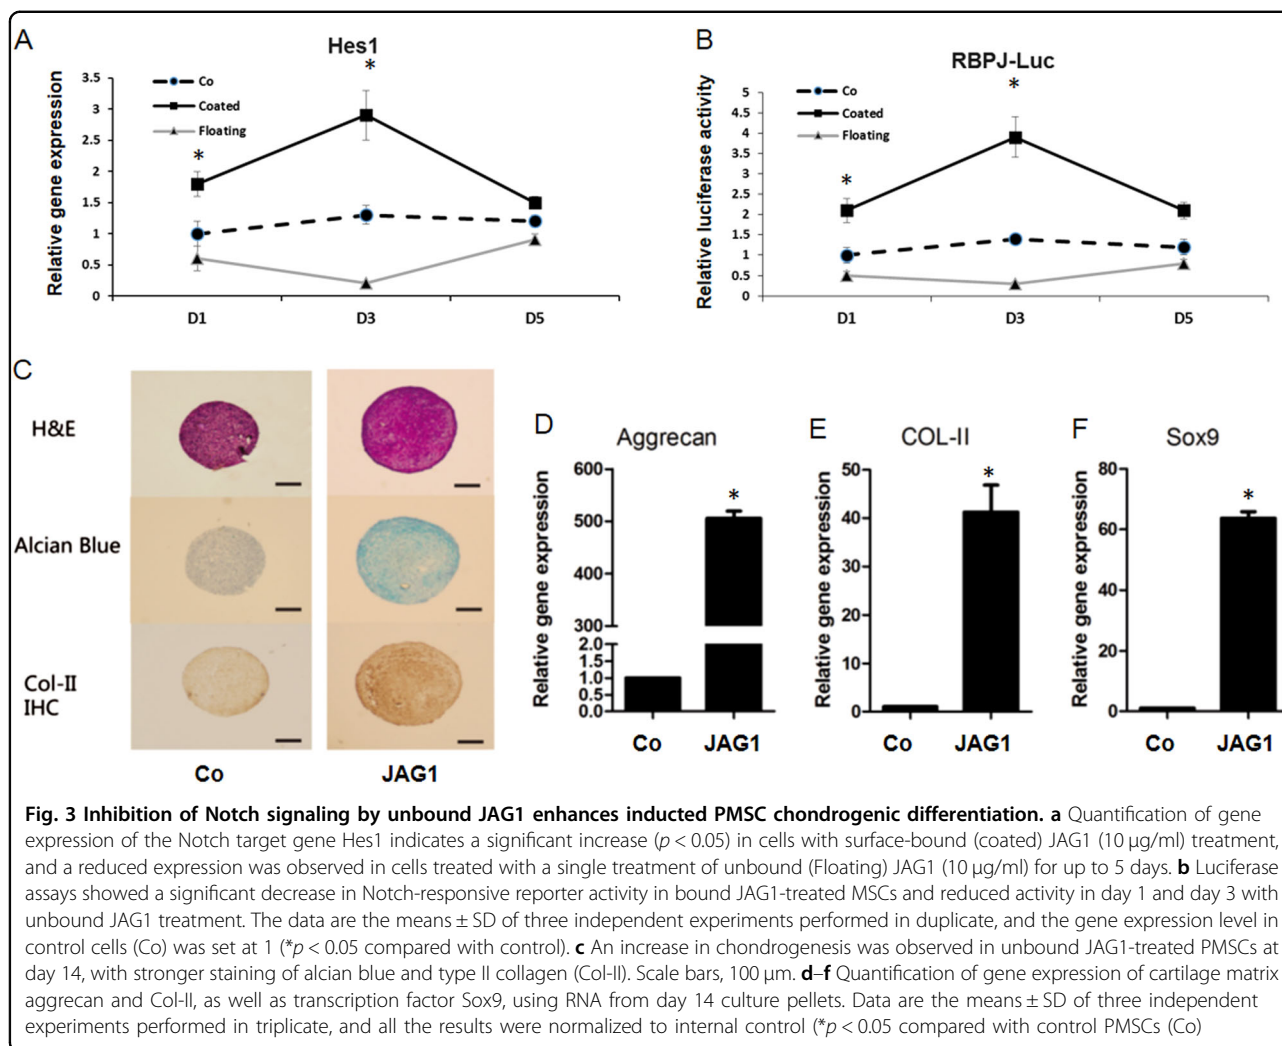 A
Hes1
*
3.5
3
2.5
2
1.5
1
0.5
0
Relative gene expression
Co
Coated
Floating
*
D1
D3
D5
B
RBPJ-Luc
*
5
4.5
4
3.5
3
2.5
2
1.5
1
0.5
0
Relative luciferase activity
Co
Coated
Floating
*
D1
D3
D5
C
H&E
Alcian Blue
Col-II
IHC
Co
JAG1
D
Aggrecan
600
500
400
300
2.0
1.5
1.0
0.5
0.0
Relative gene expression
*
Co
JAG1
E
COL-II
50
40
30
20
10
0
Relative gene expression
*
Co
JAG1
F
Sox9
80
60
40
20
0
Relative gene expression
*
Co
JAG1
Fig. 3 Inhibition of Notch signaling by unbound JAG1 enhances inducted PMSC chondrogenic differentiation. a Quantification of gene
expression of the Notch target gene Hes1 indicates a significant increase (p < 0.05) in cells with surface-bound (coated) JAG1 (10 μg/ml) treatment,
and a reduced expression was observed in cells treated with a single treatment of unbound (Floating) JAG1 (10 μg/ml) for up to 5 days. b Luciferase
assays showed a significant decrease in Notch-responsive reporter activity in bound JAG1-treated MSCs and reduced activity in day 1 and day 3 with
unbound JAG1 treatment. The data are the means ± SD of three independent experiments performed in duplicate, and the gene expression level in
control cells (Co) was set at 1 (*p < 0.05 compared with control). c An increase in chondrogenesis was observed in unbound JAG1-treated PMSCs at
day 14, with stronger staining of alcian blue and type II collagen (Col-II). Scale bars, 100 μm. d–f Quantification of gene expression of cartilage matrix
aggrecan and Col-II, as well as transcription factor Sox9, using RNA from day 14 culture pellets. Data are the means ± SD of three independent
experiments performed in triplicate, and all the results were normalized to internal control (*p < 0.05 compared with control PMSCs (Co)